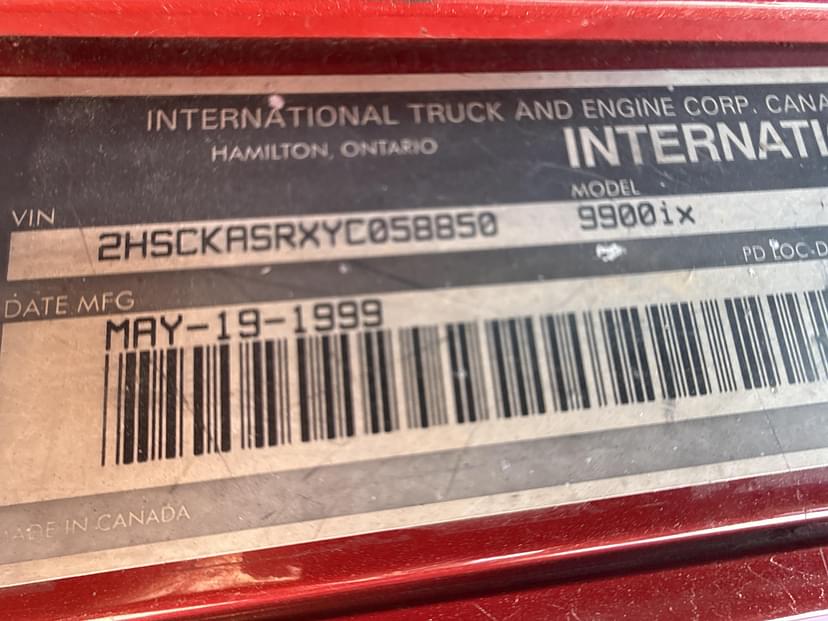 INTERNATIONAL TRUCK AND ENGINE CORP. CANA
HAMILTON, ONTARIO
INTERNATI
VIN
2HSCKASRXYC058850
MODEL
9900ix
PD LOC-D
DATE MFG
MAY-19-1999
MADE IN CANADA